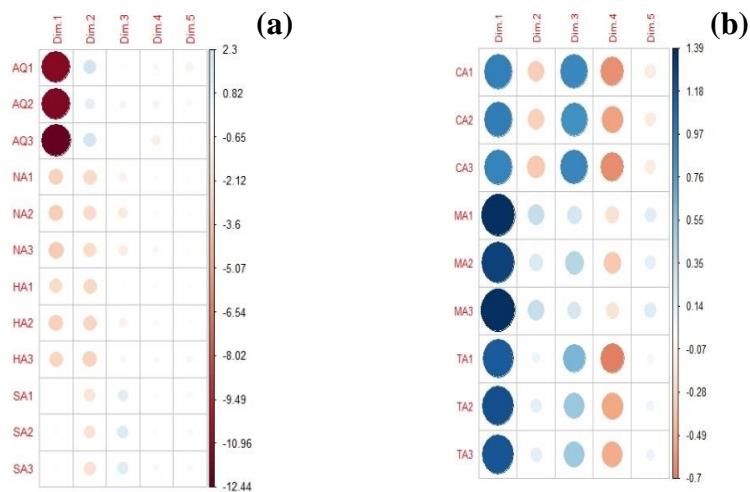 (a)
Dim.1 Dim.2 Dim.3 Dim.4 Dim.5
AQ1
AQ2
AQ3
NA1
NA2
NA3
HA1
HA2
HA3
SA1
SA2
SA3
2.3
0.82
-0.65
-2.12
-3.6
-5.07
-6.54
-8.02
-9.49
-10.96
-12.44
(b)
Dim.1 Dim.2 Dim.3 Dim.4 Dim.5
CA1
CA2
CA3
MA1
MA2
MA3
TA1
TA2
TA3
1.39
1.18
0.97
0.76
0.55
0.35
0.14
-0.07
-0.28
-0.49
-0.7